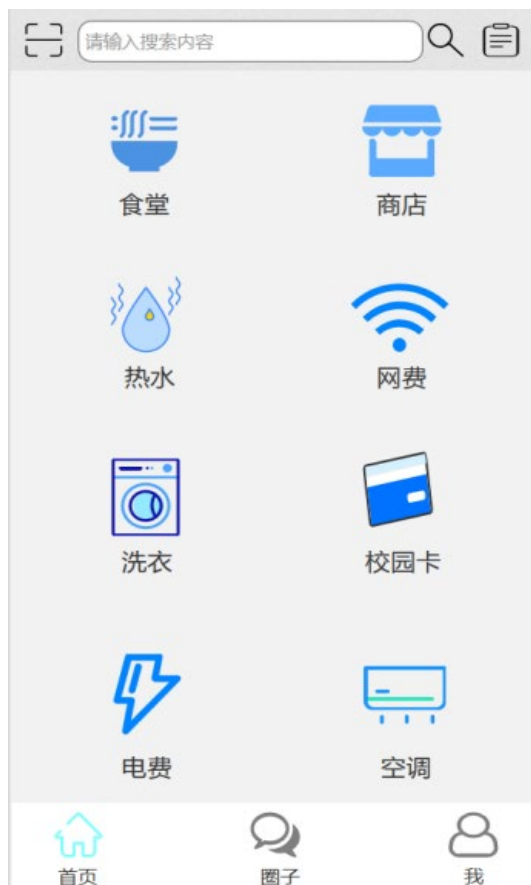 请输入搜索内容
食堂
商店
热水
网费
洗衣
校园卡
电费
空调
首页
圈子
我